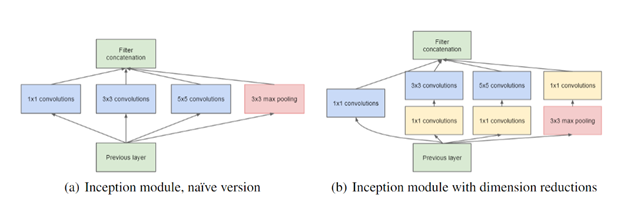 Filter
concatenation
1x1 convolutions
3x3 convolutions
5x5 convolutions
3x3 max pooling
Previous layer
(a) Inception module, naïve version
Filter
concatenation
3x3 convolutions
5x5 convolutions
1x1 convolutions
1x1 convolutions
1x1 convolutions
1x1 convolutions
3x3 max pooling
Previous layer
(b) Inception module with dimension reductions